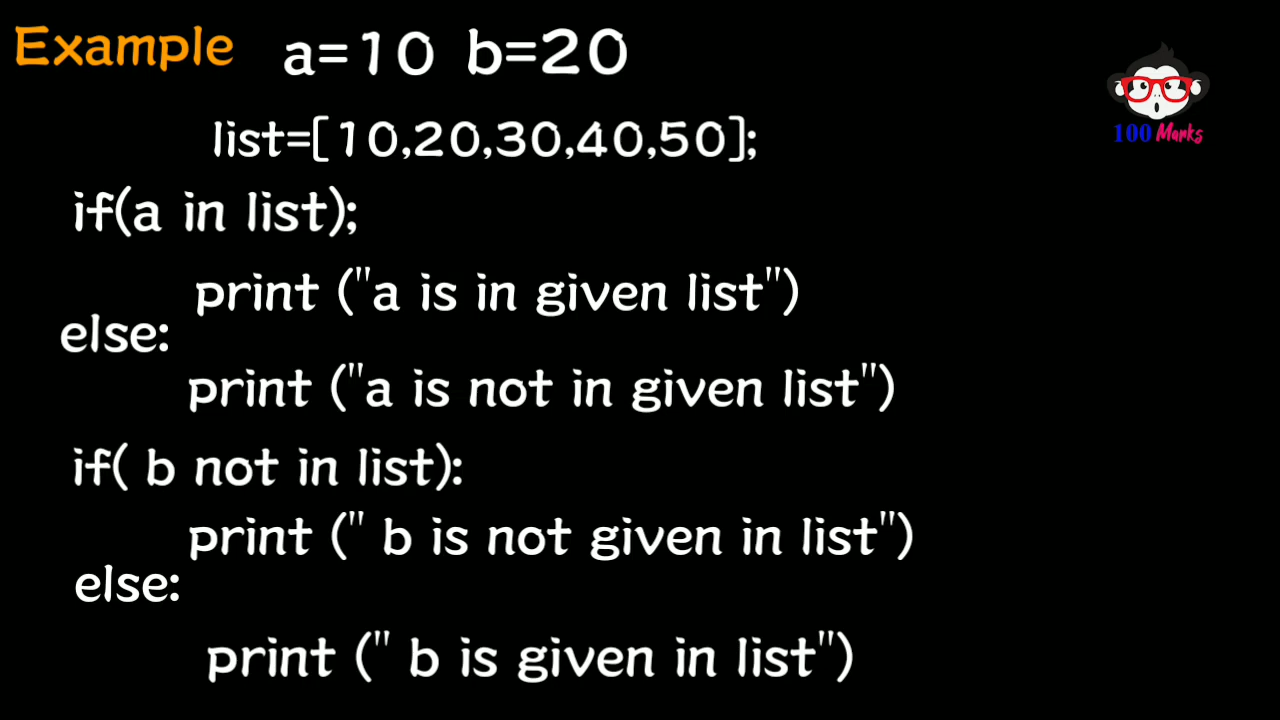 Example a=10 b=20
100 Marks
list=[10,20,30,40,50];
if(a in list);
print ("a is in given list")
else:
print ("a is not in given list")
if( b not in list):
print (" b is not given in list")
else:
print (" b is given in list")